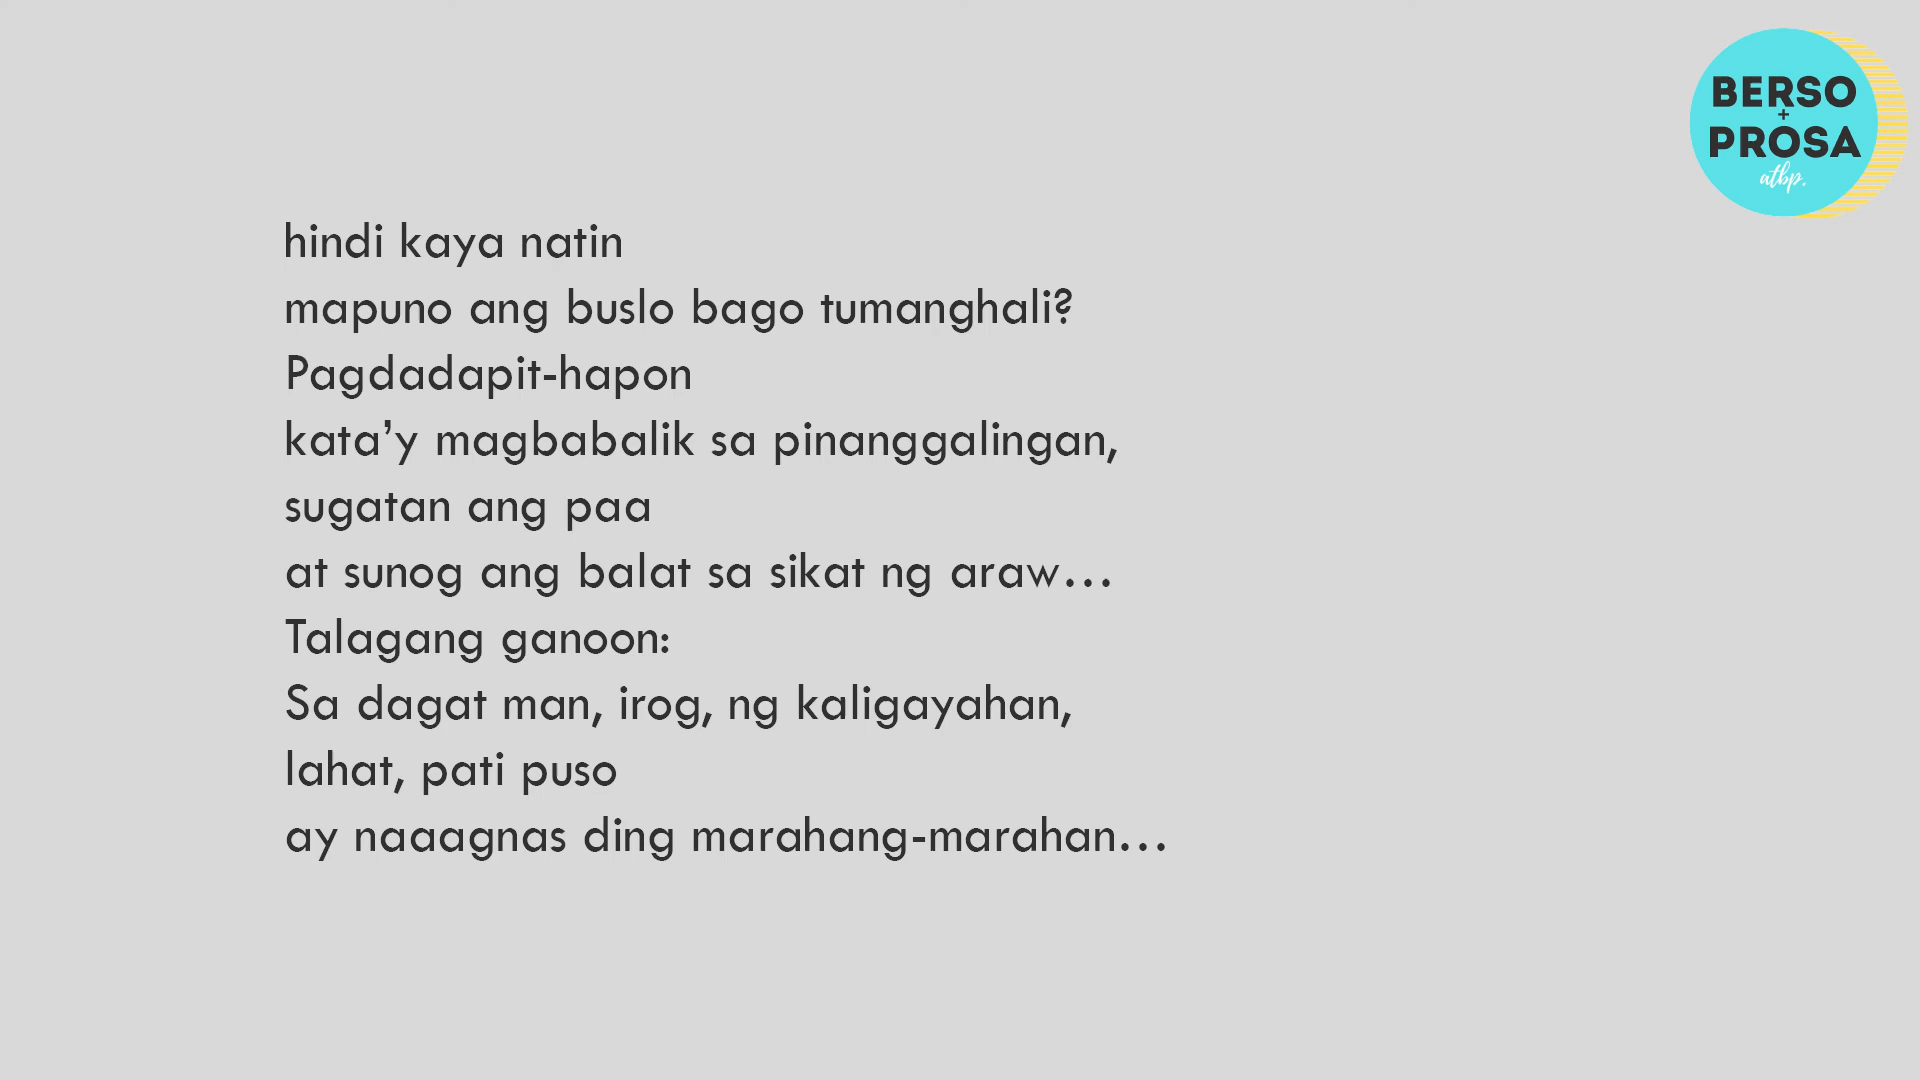 BERSO
+
PROSA
atbp.
hindi kaya natin
mapuno ang buslo bago tumanghali?
Pagdadapit-hapon
kata’y magbabalik sa pinanggalingan,
sugatan ang paa
at sunog ang balat sa sikat ng araw…
Talagang ganoon:
Sa dagat man, irog, ng kaligayahan,
lahat, pati puso
ay naaagnas ding marahang-marahan…